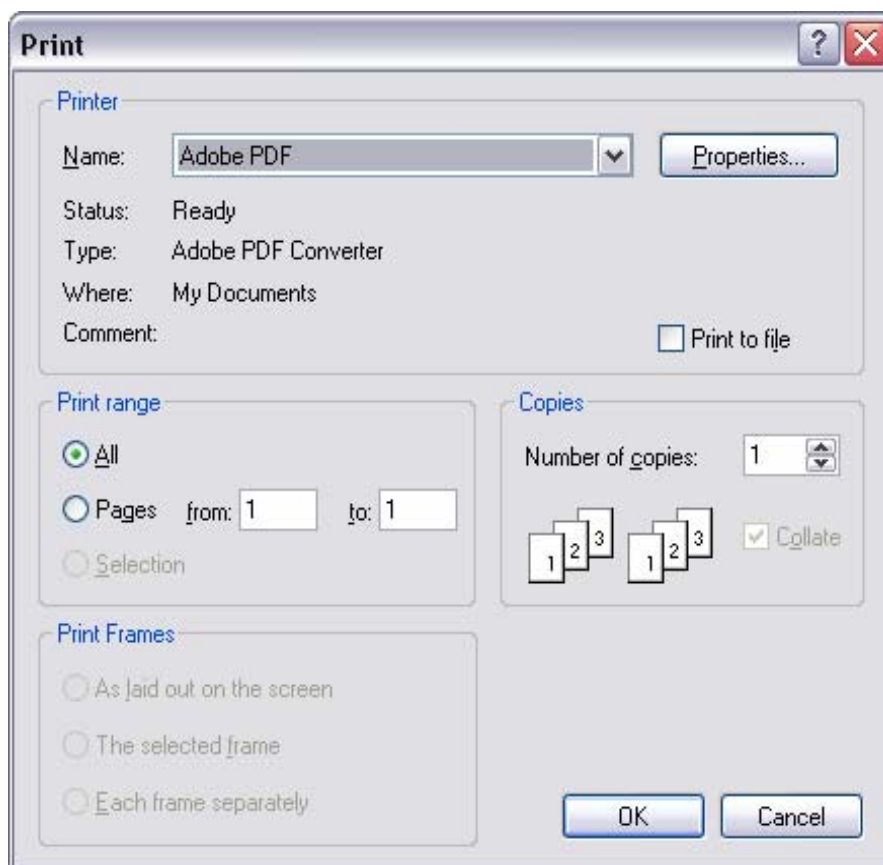 Print
Printer
Name: Adobe PDF Properties...
Status: Ready
Type: Adobe PDF Converter
Where: My Documents
Comment:
Print to file
Print range
All
Pages from: 1 to: 1
Selection
Copies
Number of copies: 1
1 2 3 1 2 3
Collate
Print Frames
As laid out on the screen
The selected frame
Each frame separately
OK Cancel